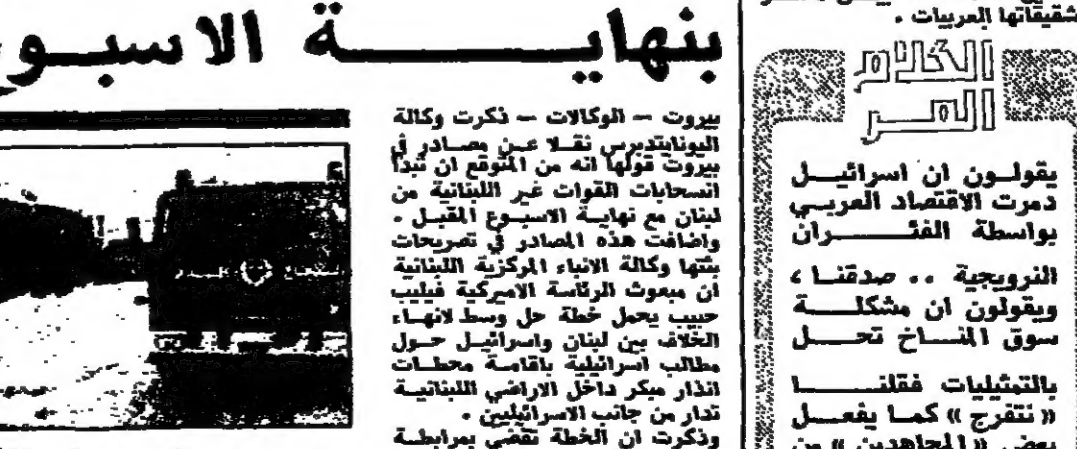 شقيقاتها العربيات .
بنهاية الاسبوع
بيروت — الوكالات — ذكرت وكالة
اليونايتدبرس نقلا عن مصادر في
بيروت قولها انه من المتوقع ان تبدأ
انسحابات القوات غير اللبنانية من
لبنان مع نهاية الاسبوع المقبل .
واضافت هذه المصادر في تصريحات
بثتها وكالة الانباء المركزية اللبنانية
ان مبعوث الرئاسة الاميركية فيليب
حبيب يحمل خطة حل وسط لانهاء
الخلاف بين لبنان واسرائيل حول
مطالب اسرائيلية باقامة محطات
انذار مبكر داخل الاراضي اللبنانية
تدار من جانب الاسرائيليين .
وذكرت ان الخطة تقضي بمرابطة
الكلام
المر
يقولون ان اسرائيل
دمرت الاقتصاد العربي
بواسطة الفئران
النرويجية .. صدقنا ،
ويقولون ان مشكلة
سوق المناخ تحل
بالتمثيليات فقلنا
« نتفرج » كما يفعل
بعض « المجاهدين » من